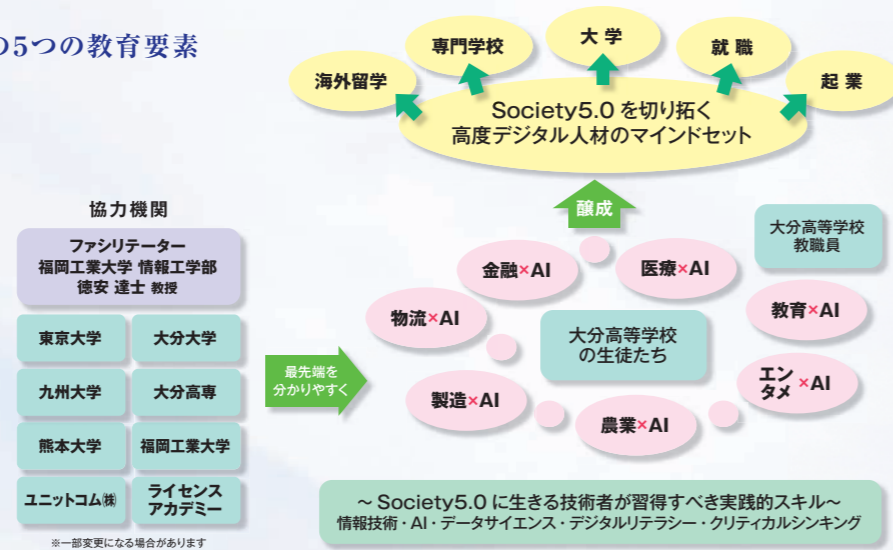 の5つの教育要素
海外留学
専門学校
大 学
就 職
起 業
Society5.0 を切り拓く
高度デジタル人材のマインドセット
醸成
協力機関
ファシリテーター
福岡工業大学 情報工学部
徳安 達士 教授
東京大学
大分大学
九州大学
大分高専
熊本大学
福岡工業大学
ユニットコム㈱
ライセンス
アカデミー
※一部変更になる場合があります
最先端を
分かりやすく
金融×AI
医療×AI
物流×AI
教育×AI
製造×AI
エン
タメ ×AI
農業×AI
大分高等学校
の生徒たち
大分高等学校
教職員
～ Society5.0 に生きる技術者が習得すべき実践的スキル～
情報技術・AI・データサイエンス・デジタルリテラシー・クリティカルシンキング